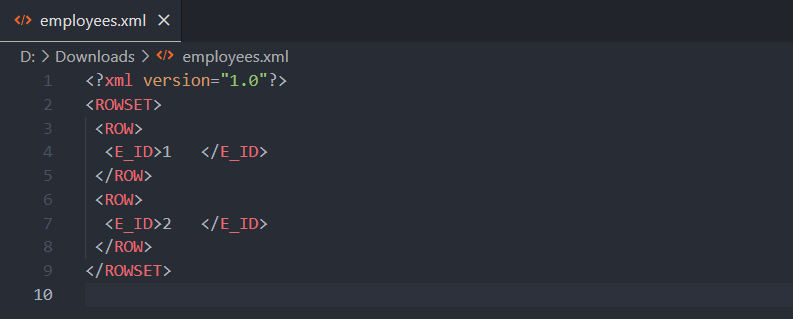 employees.xml ×
D: > Downloads > employees.xml
1 <?xml version="1.0"?>
2 <ROWSET>
3  <ROW>
4   <E_ID>1   </E_ID>
5  </ROW>
6  <ROW>
7   <E_ID>2   </E_ID>
8  </ROW>
9 </ROWSET>
10